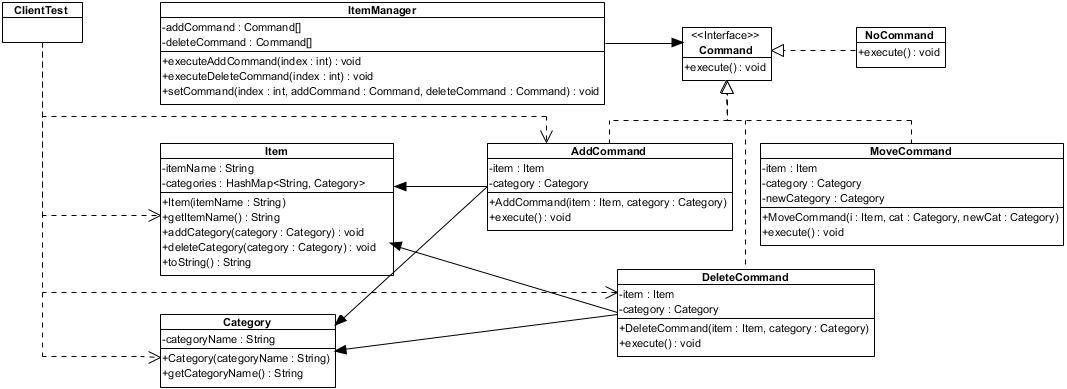 ClientTest
ItemManager
-addCommand : Command[]
-deleteCommand : Command[]
+executeAddCommand(index : int) : void
+executeDeleteCommand(index : int) : void
+setCommand(index : int, addCommand : Command, deleteCommand : Command) : void
<<Interface>>
Command
+execute() : void
NoCommand
+execute() : void
Item
-itemName : String
-categories : HashMap<String, Category>
+Item(itemName : String)
+getItemName() : String
+addCategory(category : Category) : void
+deleteCategory(category : Category) : void
+toString() : String
AddCommand
-item : Item
-category : Category
+AddCommand(item : Item, category : Category)
+execute() : void
MoveCommand
-item : Item
-category : Category
-newCategory : Category
+MoveCommand(i : Item, cat : Category, newCat : Category)
+execute() : void
DeleteCommand
-item : Item
-category : Category
+DeleteCommand(item : Item, category : Category)
+execute() : void
Category
-categoryName : String
+Category(categoryName : String)
+getCategoryName() : String